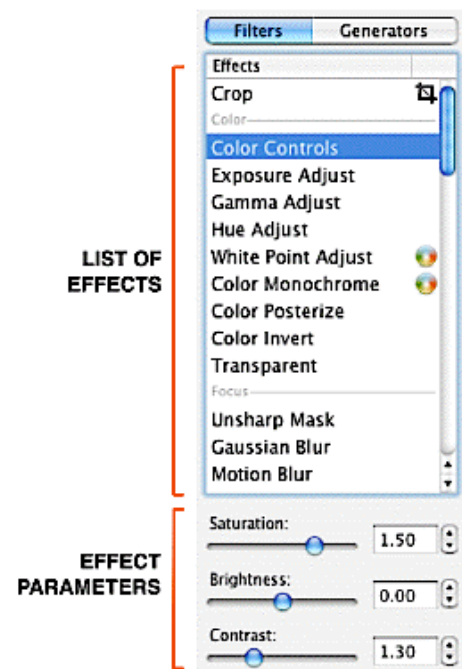 Filters Generators
Effects
Crop
Color
Color Controls
Exposure Adjust
Gamma Adjust
Hue Adjust
White Point Adjust
Color Monochrome
Color Posterize
Color Invert
Transparent
Focus
Unsharp Mask
Gaussian Blur
Motion Blur
LIST OF
EFFECTS
Saturation:
1.50
Brightness:
0.00
Contrast:
1.30
EFFECT
PARAMETERS